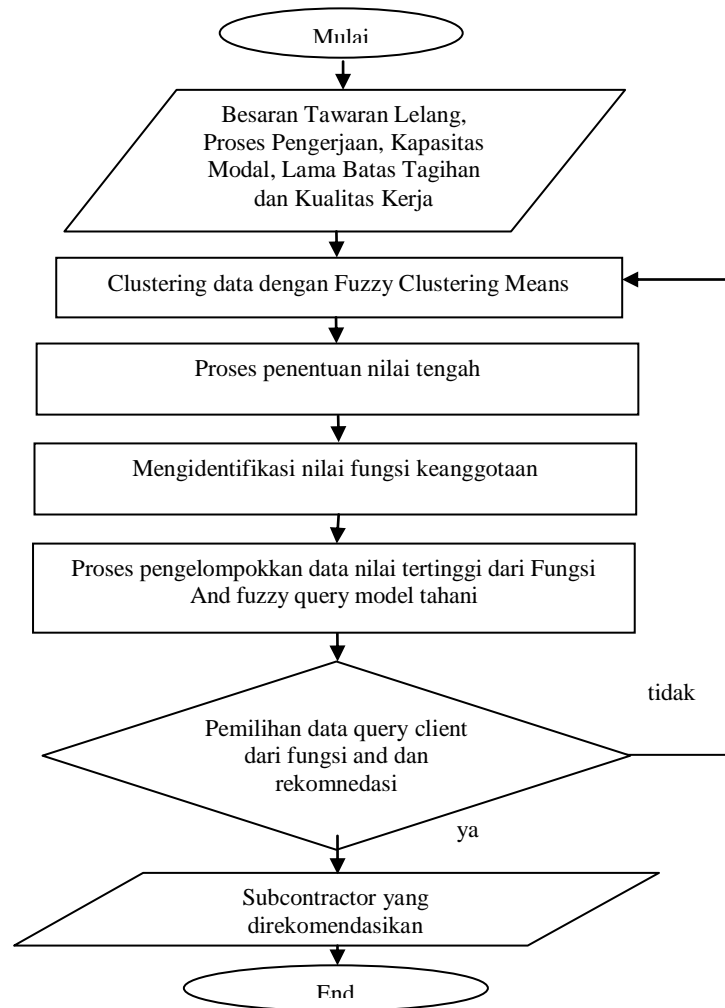 Mulai
Besaran Tawaran Lelang,
Proses Pengerjaan, Kapasitas
Modal, Lama Batas Tagihan
dan Kualitas Kerja
Clustering data dengan Fuzzy Clustering Means
Proses penentuan nilai tengah
Mengidentifikasi nilai fungsi keanggotaan
Proses pengelompokkan data nilai tertinggi dari Fungsi
And fuzzy query model tahani
tidak
Pemilihan data query client
dari fungsi and dan
rekomnedasi
ya
Subcontractor yang
direkomendasikan
End